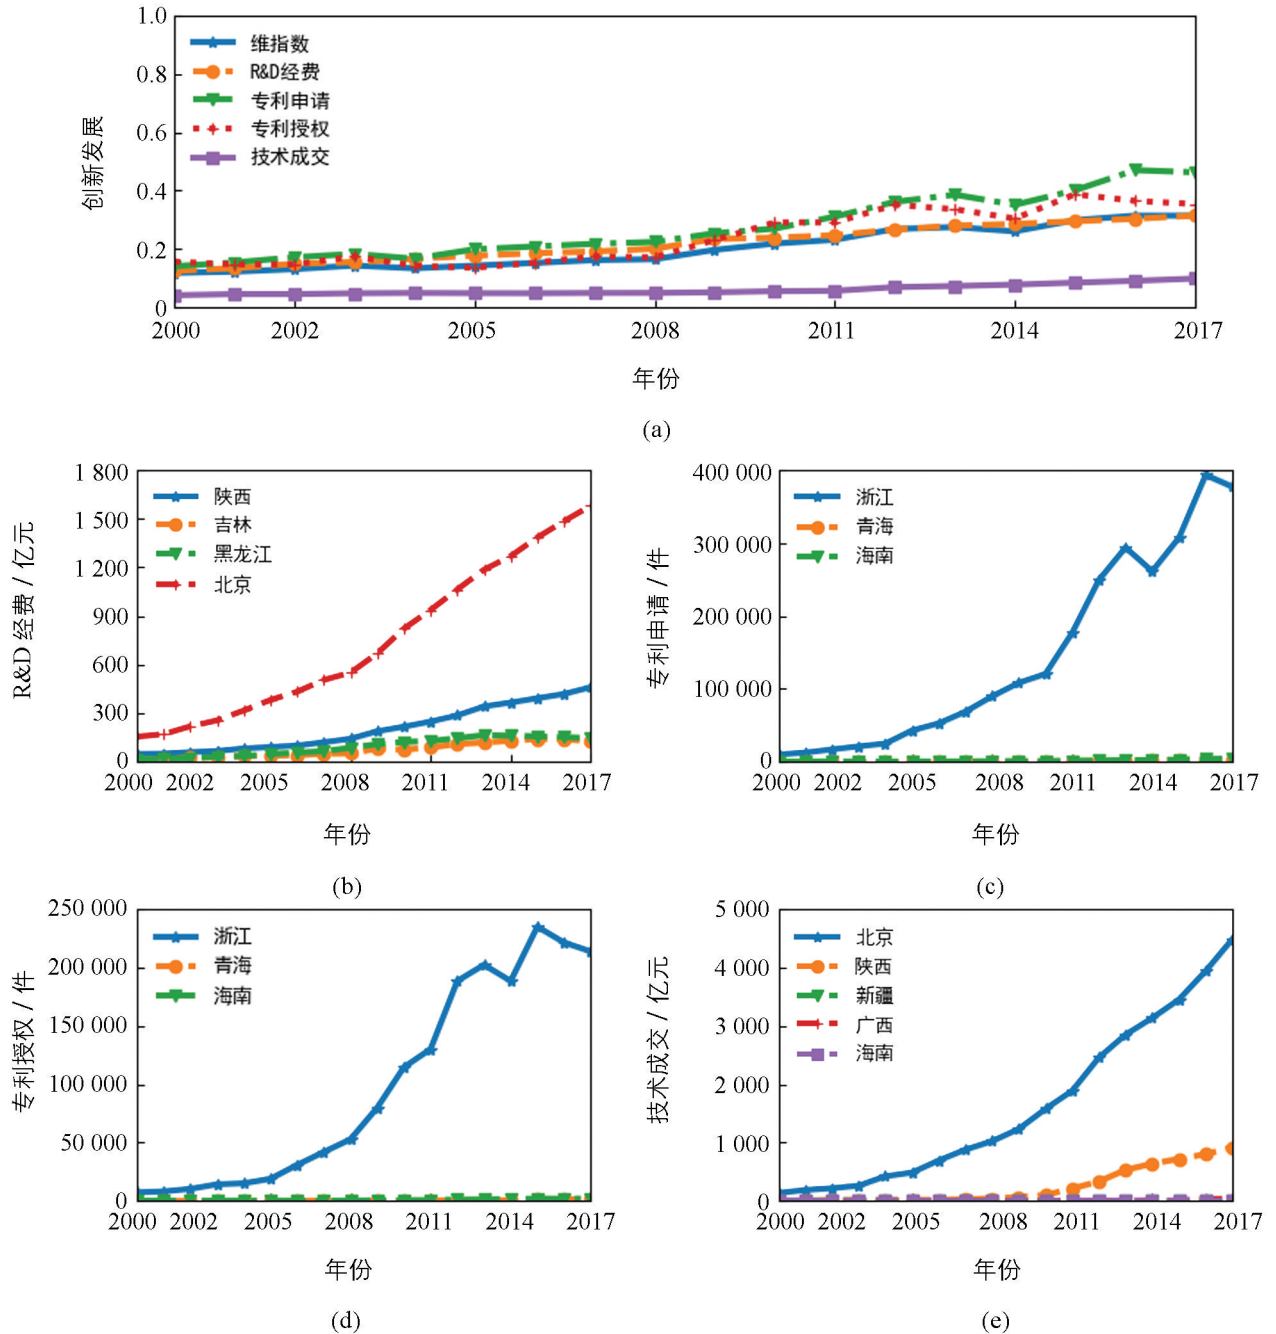 1.0
0.8
0.6
0.4
0.2
0
创新发展
维指数
R&D经费
专利申请
专利授权
技术成交
2000 2002 2005 2008 2011 2014 2017
年份
(a)
1 800
1 500
1 200
900
600
300
0
R&D 经费 / 亿元
陕西
吉林
黑龙江
北京
2000 2002 2005 2008 2011 2014 2017
年份
(b)
400 000
300 000
200 000
100 000
0
专利申请 / 件
浙江
青海
海南
2000 2002 2005 2008 2011 2014 2017
年份
(c)
250 000
200 000
150 000
100 000
50 000
0
专利授权 / 件
浙江
青海
海南
2000 2002 2005 2008 2011 2014 2017
年份
(d)
5 000
4 000
3 000
2 000
1 000
0
技术成交 / 亿元
北京
陕西
新疆
广西
海南
2000 2002 2005 2008 2011 2014 2017
年份
(e)